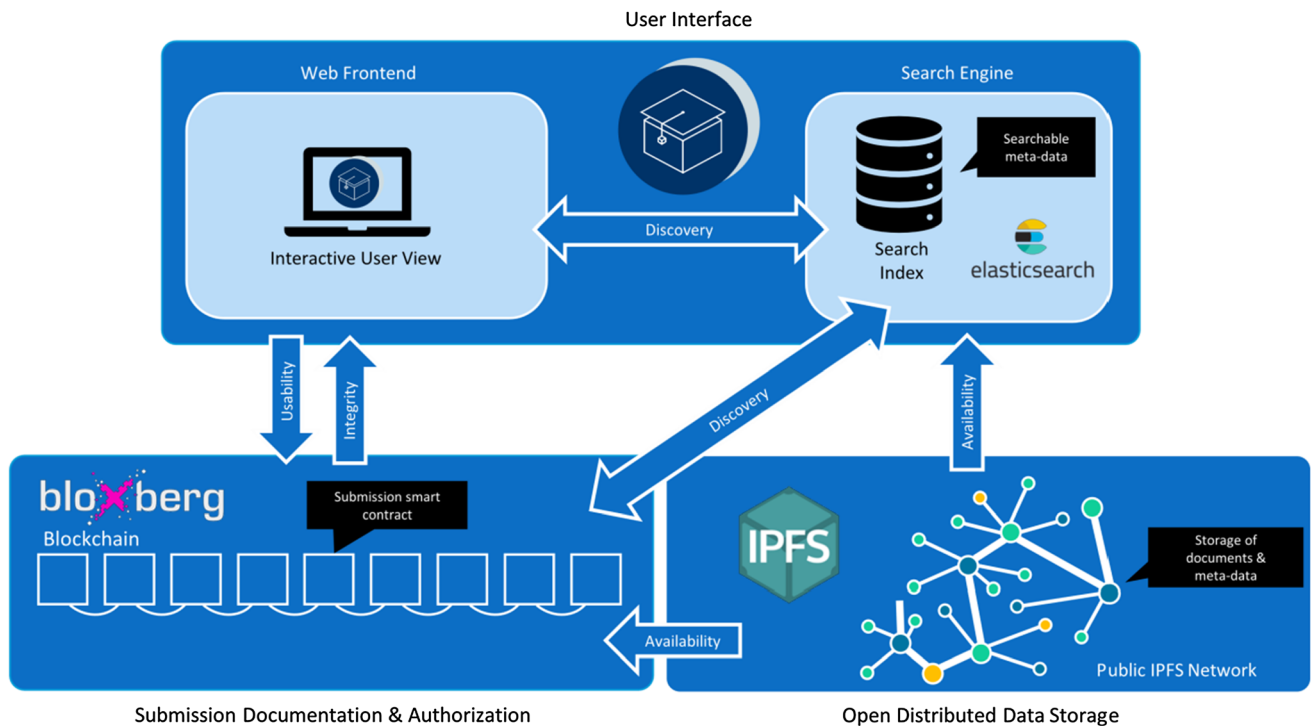 User Interface
Web Frontend
Search Engine
Searchable
meta-data
Discovery
Interactive User View
Search
Index
elasticsearch
Usability
Integrity
Discovery
Availability
bloxberg
Blockchain
Submission smart
contract
IPFS
Storage of
documents &
meta-data
Availability
Public IPFS Network
Submission Documentation & Authorization
Open Distributed Data Storage